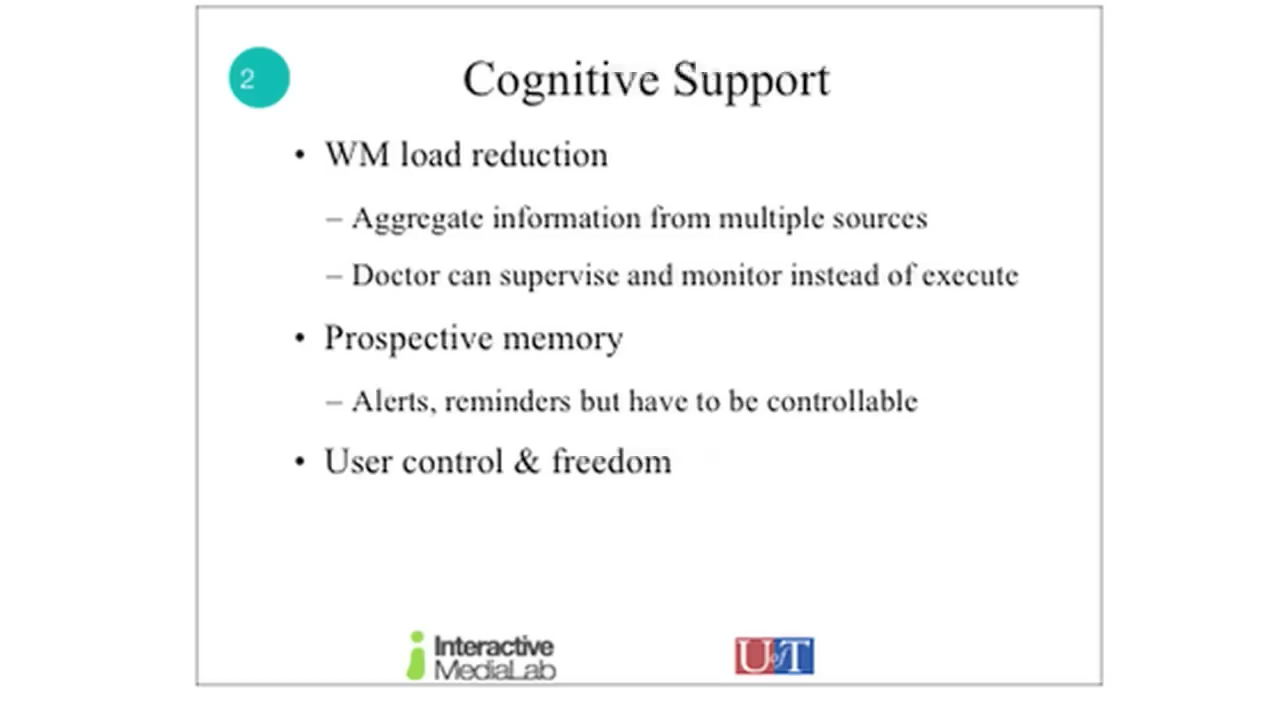 2
Cognitive Support
• WM load reduction
– Aggregate information from multiple sources
– Doctor can supervise and monitor instead of execute
• Prospective memory
– Alerts, reminders but have to be controllable
• User control & freedom
Interactive
MediaLab
UofT